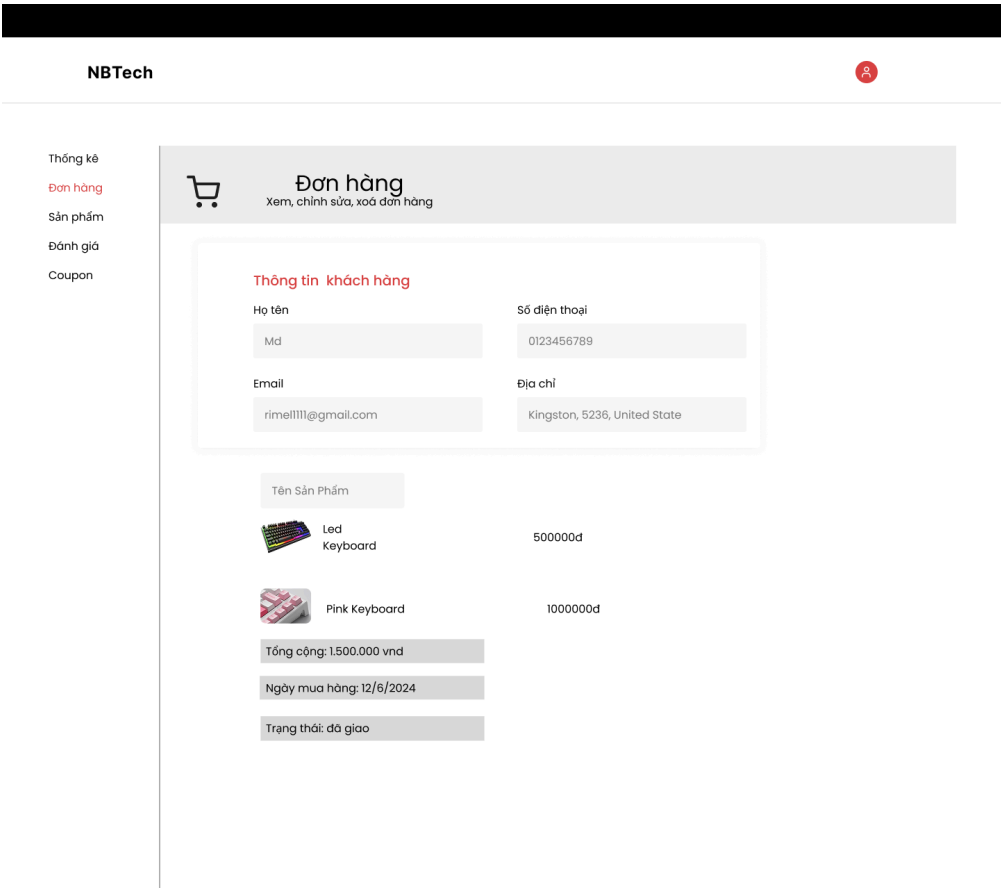 NBTech
Thống kê
Đơn hàng
Sản phẩm
Đánh giá
Coupon
Đơn hàng
Xem, chỉnh sửa, xoá đơn hàng
Thông tin khách hàng
Họ tên
Số điện thoại
Md
0123456789
Email
Địa chỉ
rimel1111@gmail.com
Kingston, 5236, United State
Tên Sản Phẩm
Led
Keyboard
500000đ
Pink Keyboard
1000000đ
Tổng cộng: 1.500.000 vnd
Ngày mua hàng: 12/6/2024
Trạng thái: đã giao